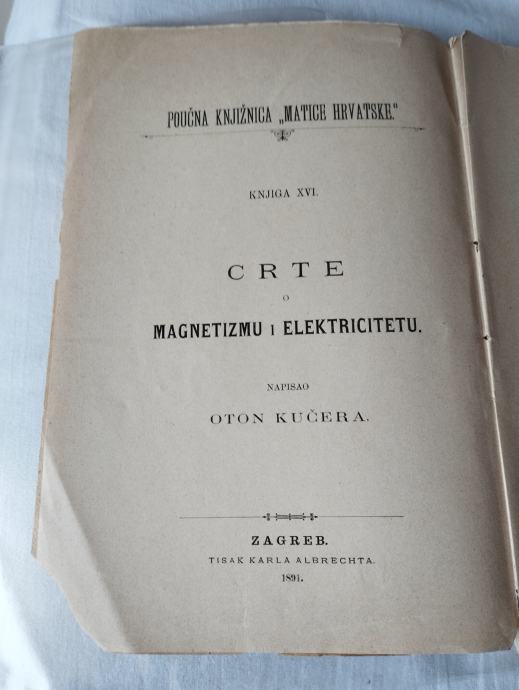 POUČNA KNJIŽNICA „MATICE HRVATSKE.“
KNJIGA XVI.
CRTE
O
MAGNETIZMU I ELEKTRICITETU.
NAPISAO
OTON KUČERA.
ZAGREB.
TISAK KARLA ALBRECHTA.
1891.